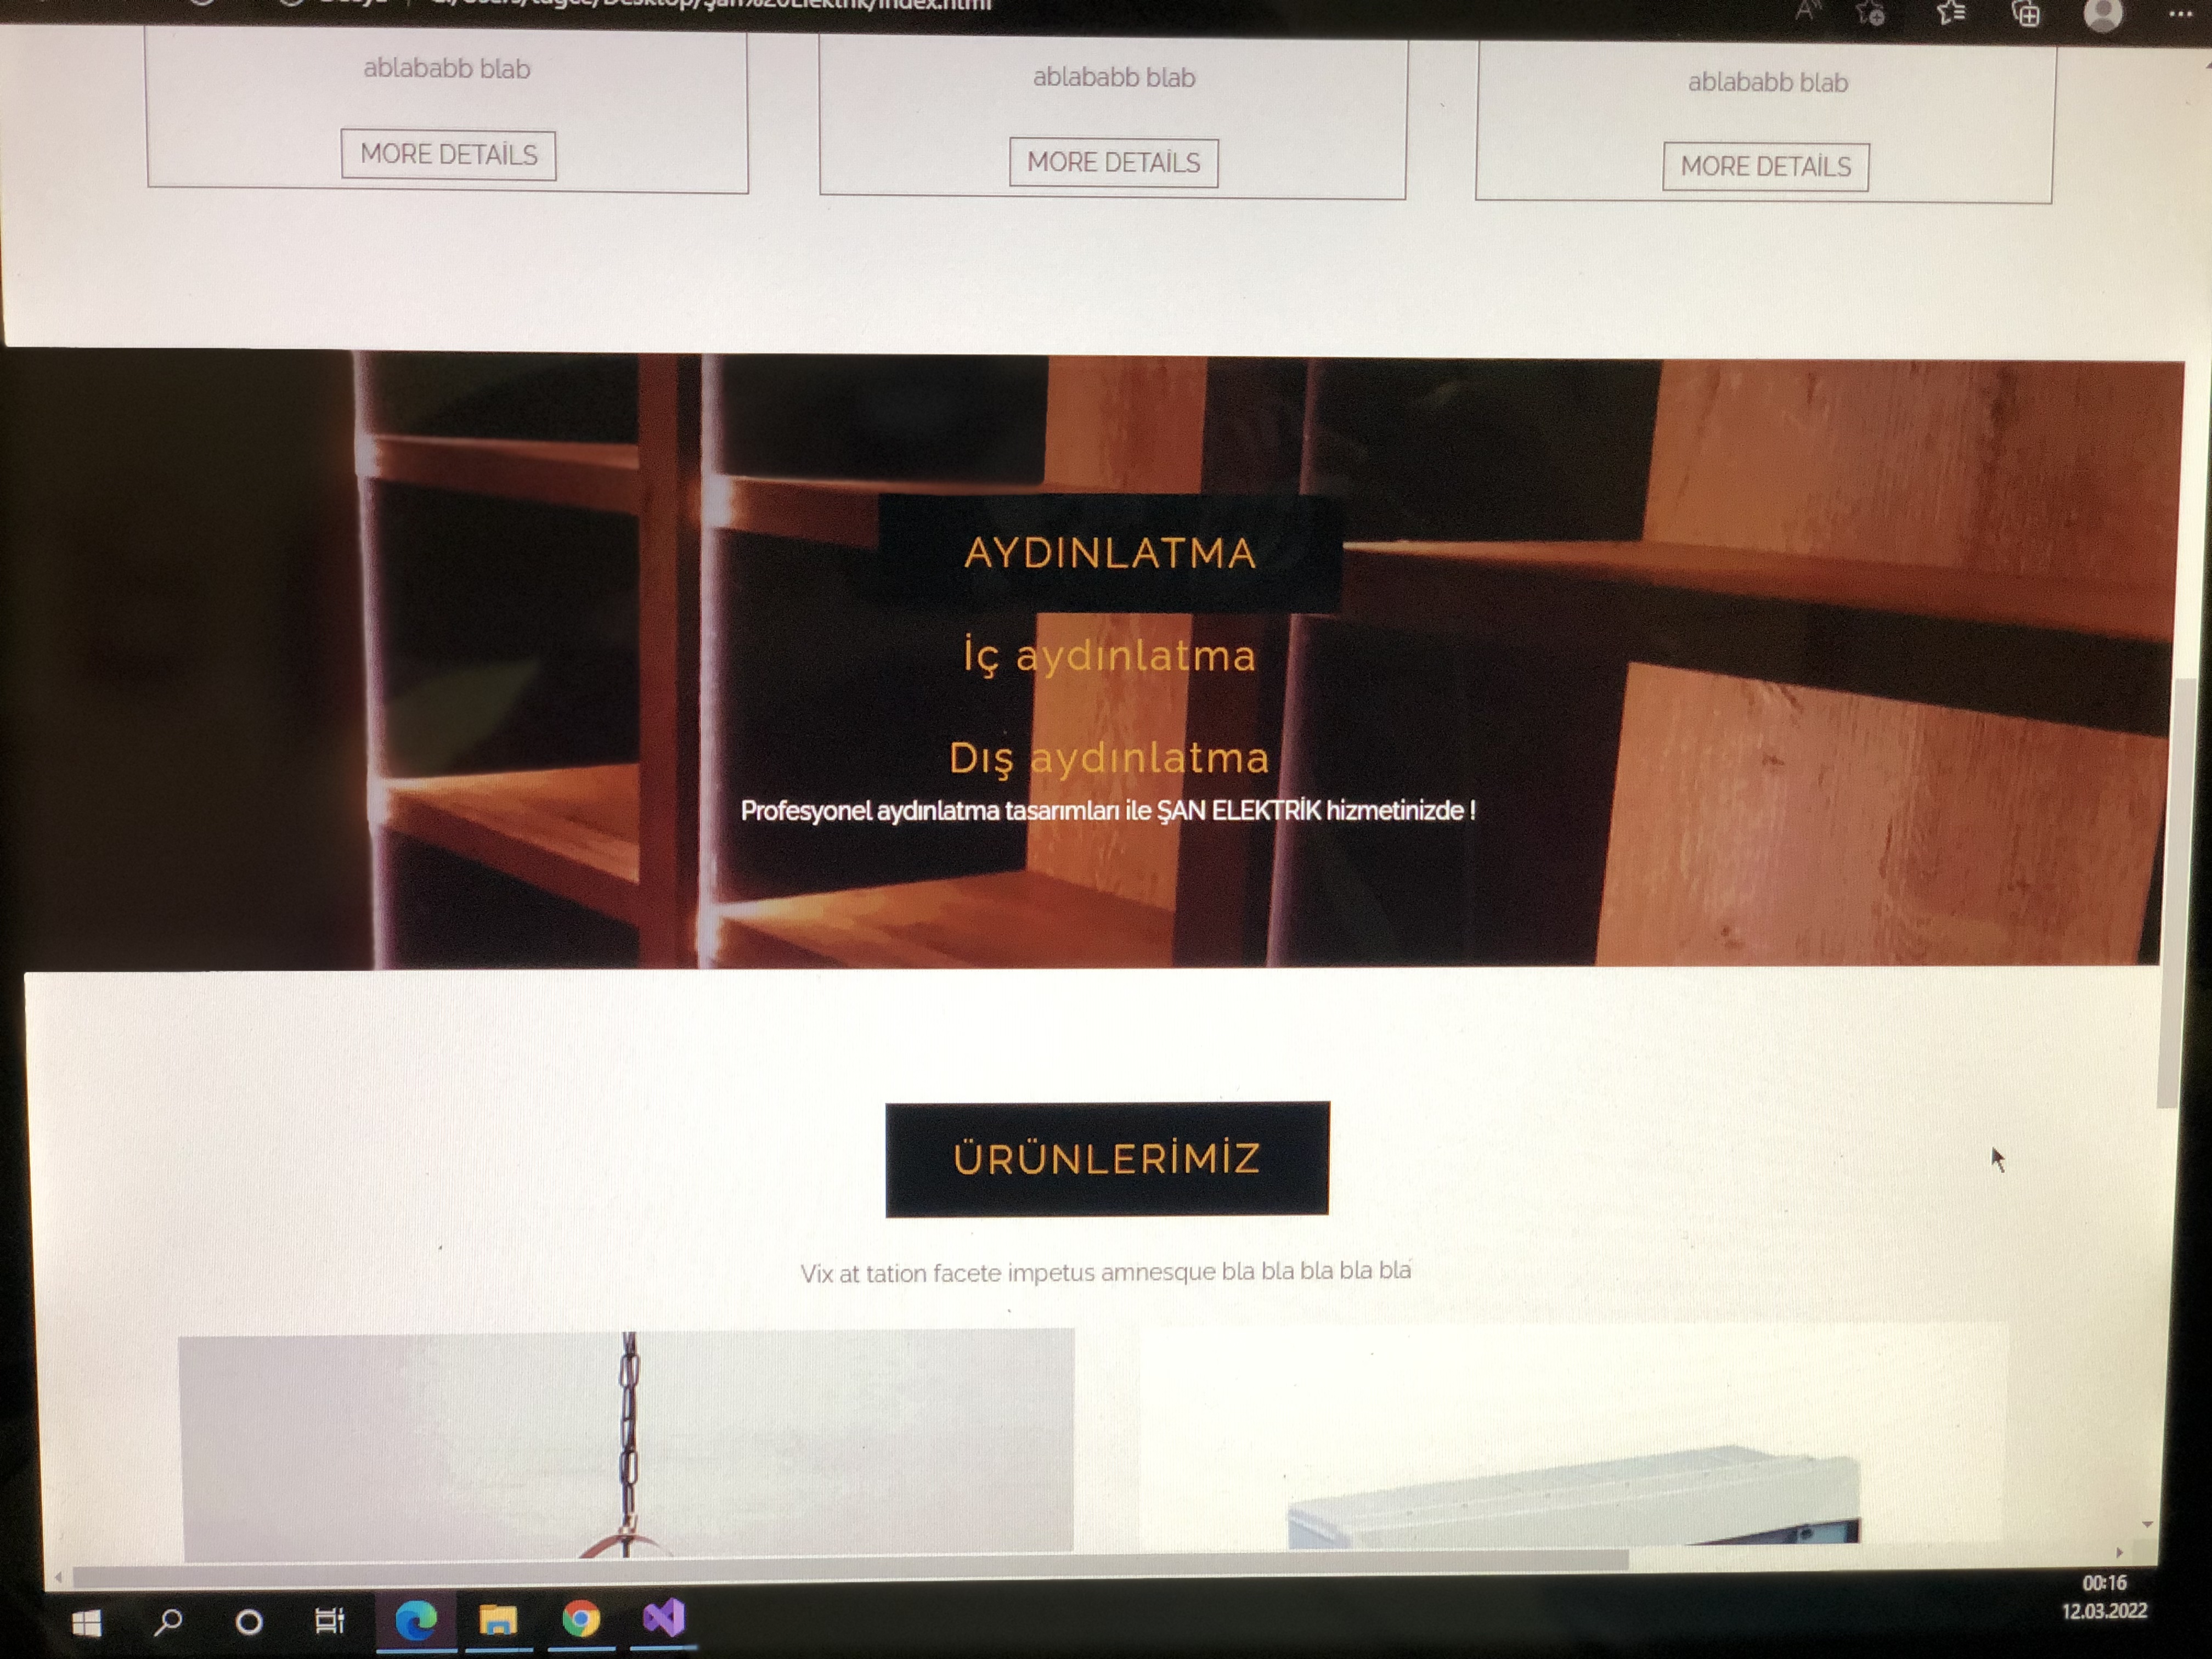 ablababb blab
ablababb blab
ablababb blab
MORE DETAİLS
MORE DETAİLS
MORE DETAİLS
AYDINLATMA
İç aydınlatma
Dış aydınlatma
Profesyonel aydınlatma tasarımları ile ŞAN ELEKTRİK hizmetinizde !
ÜRÜNLERİMİZ
Vix at tation facete impetus amnesque bla bla bla bla bla
00:16
12.03.2022